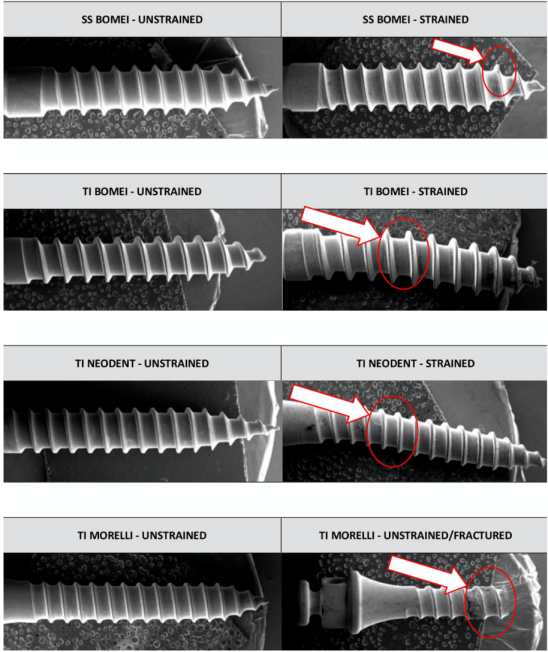 SS BOMEI - UNSTRAINED
SS BOMEI - STRAINED
TI BOMEI - UNSTRAINED
TI BOMEI - STRAINED
TI NEODENT - UNSTRAINED
TI NEODENT - STRAINED
TI MORELLI - UNSTRAINED
TI MORELLI - UNSTRAINED/FRACTURED